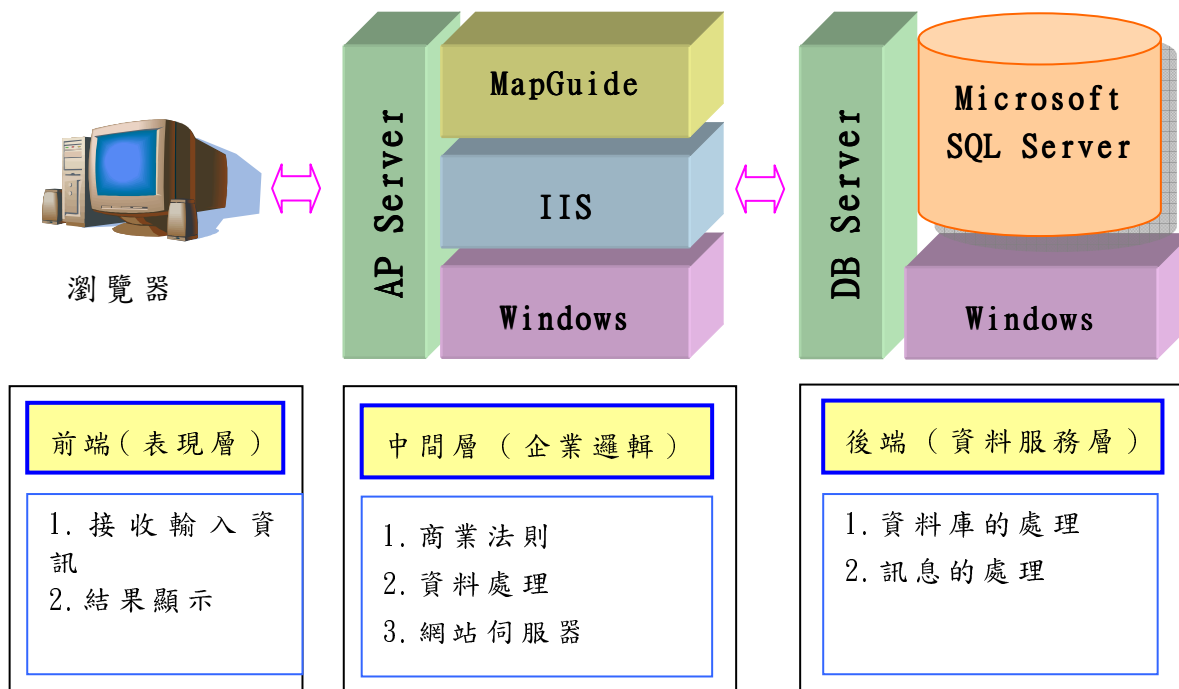 瀏覽器
AP Server
MapGuide
IIS
Windows
DB Server
Microsoft
SQL Server
Windows
前端(表現層)
1. 接收輸入資
訊
2. 結果顯示
中間層(企業邏輯)
1. 商業法則
2. 資料處理
3. 網站伺服器
後端(資料服務層)
1. 資料庫的處理
2. 訊息的處理